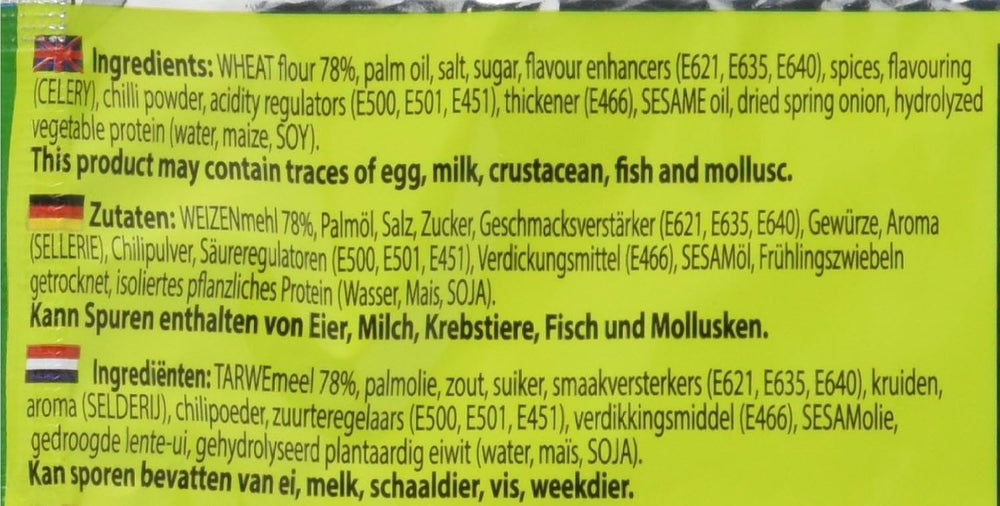 Ingredients: WHEAT flour 78%, palm oil, salt, sugar, flavour enhancers (E621, E635, E640), spices, flavouring
(CELERY), chilli powder, acidity regulators (E500, E501, E451), thickener (E466), SESAME oil, dried spring onion, hydrolyzed
vegetable protein (water, maize, SOY).
This product may contain traces of egg, milk, crustacean, fish and mollusc.
Zutaten: WEIZENmehl 78%, Palmöl, Salz, Zucker, Geschmacksverstärker (E621, E635, E640), Gewürze, Aroma
(SELLERIE), Chilipulver, Säureregulatoren (E500, E501, E451), Verdickungsmittel (E466), SESAMöl, Frühlingszwiebeln
getrocknet, isoliertes pflanzliches Protein (Wasser, Mais, SOJA).
Kann Spuren enthalten von Eier, Milch, Krebstiere, Fisch und Mollusken.
Ingrediënten: TARWEmeel 78%, palmolie, zout, suiker, smaakversterkers (E621, E635, E640), kruiden,
aroma (SELDERIJ), chilipoeder, zuurteregelaars (E500, E501, E451), verdikkingsmiddel (E466), SESAMolie,
gedroogde lente-ui, gehydrolyseerd plantaardig eiwit (water, maïs, SOJA).
Kan sporen bevatten van ei, melk, schaaldier, vis, weekdier.